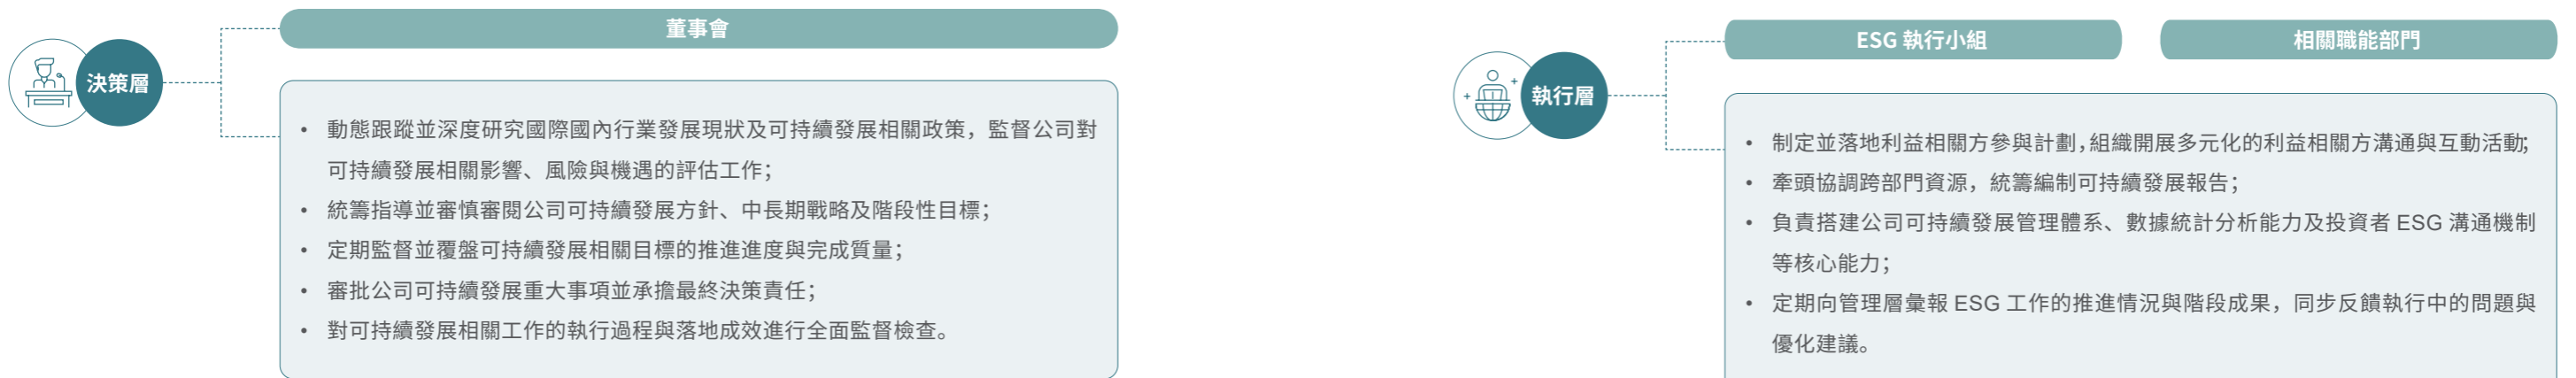 決策層
董事會
• 動態跟蹤並深度研究國際國內行業發展現狀及可持續發展相關政策，監督公司對
可持續發展相關影響、風險與機遇的評估工作；
• 統籌指導並審慎審閱公司可持續發展方針、中長期戰略及階段性目標；
• 定期監督並覆盤可持續發展相關目標的推進進度與完成質量；
• 審批公司可持續發展重大事項並承擔最終決策責任；
• 對可持續發展相關工作的執行過程與落地成效進行全面監督檢查。
執行層
ESG 執行小組
相關職能部門
• 制定並落地利益相關方參與計劃，組織開展多元化的利益相關方溝通與互動活動；
• 牽頭協調跨部門資源，統籌編制可持續發展報告；
• 負責搭建公司可持續發展管理體系、數據統計分析能力及投資者 ESG 溝通機制
等核心能力；
• 定期向管理層彙報 ESG 工作的推進情況與階段成果，同步反饋執行中的問題與
優化建議。